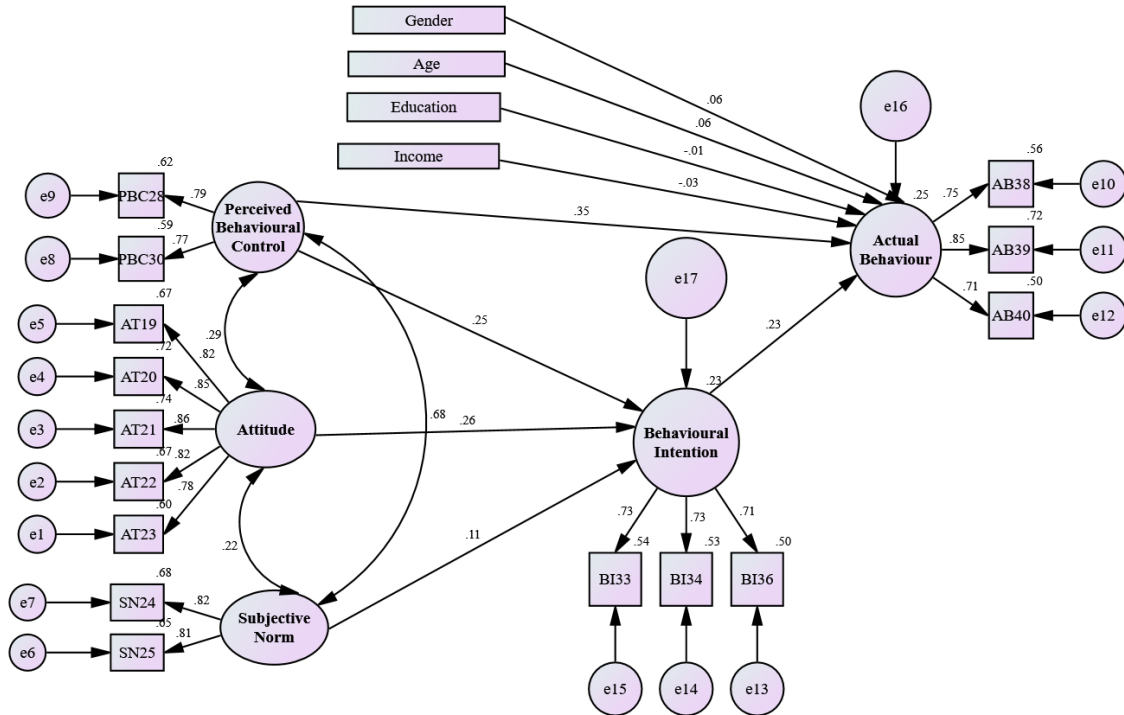 Gender
Age
Education
Income
.06
.06
-.01
-.03
e16
.25
Actual
Behaviour
.75
.85
.71
.56
AB38
e10
.72
AB39
e11
.50
AB40
e12
e9
.62
PBC28
.79
e8
.59
PBC30
.77
Perceived
Behavioural
Control
.35
.25
.29
.68
e17
.23
e5
.67
AT19
.82
e4
.72
AT20
.85
e3
.74
AT21
.86
e2
.67
AT22
.82
e1
.60
AT23
.78
Attitude
.26
.23
Behavioural
Intention
.22
.11
e7
.68
SN24
.82
e6
.65
SN25
.81
Subjective
Norm
.73
.73
.71
.54
.53
.50
BI33
BI34
BI36
e15
e14
e13